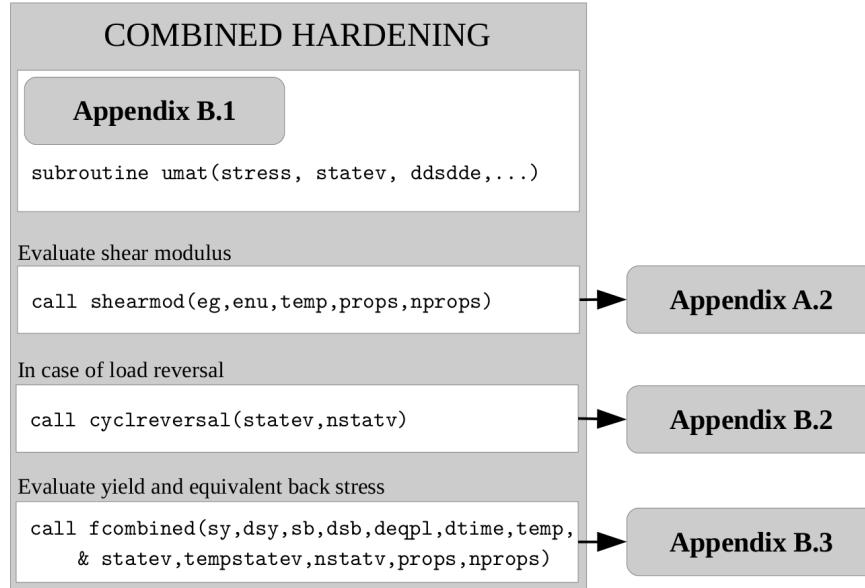 COMBINED HARDENING
Appendix B.1
subroutine umat(stress, statev, ddsdde,...)
Evaluate shear modulus
call shearmod(eg,enu,temp,props,nprops)
Appendix A.2
In case of load reversal
call cyclreversal(statev,nstatv)
Appendix B.2
Evaluate yield and equivalent back stress
call fcombined(sy,dsy,sb,dsb,deqpl,dtime,temp,
& statev,tempstatev,nstatv,props,nprops)
Appendix B.3